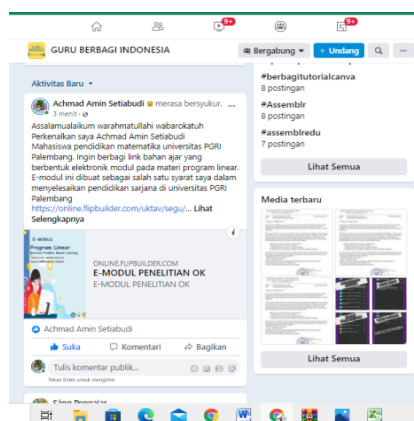 9+
9+
GURU BERBAGI INDONESIA
Bergabung
+ Undang
Aktivitas Baru
Achmad Amin Setiabudi merasa bersyukur. ...
3 menit
Assalamualaikum warahmatullahi wabarokatuh
Perkenalkan saya Achmad Amin Setiabudi
Mahasiswa pendidikan matematika universitas PGRI
Palembang. Ingin berbagi link bahan ajar yang
berbentuk elektronik modul pada materi program linear.
E-modul ini dibuat sebagai salah satu syarat saya dalam
menyelesaikan pendidikan sarjana di universitas PGRI
Palembang
https://online.flipbuilder.com/uktav/segu/... Lihat
Selengkapnya
E-MODUL
Program Linear
ONLINE.FLIPBUILDER.COM
E-MODUL PENELITIAN OK
E-MODUL PENELITIAN OK
Achmad Amin Setiabudi
Suka
Komentari
Bagikan
Tulis komentar publik...
Tekan Enter untuk mengirim.
Sang Pengajar
#berbagitutorialcanva
8 postingan
#Assemblr
8 postingan
#assemblredu
7 postingan
Lihat Semua
Media terbaru
Lihat Semua